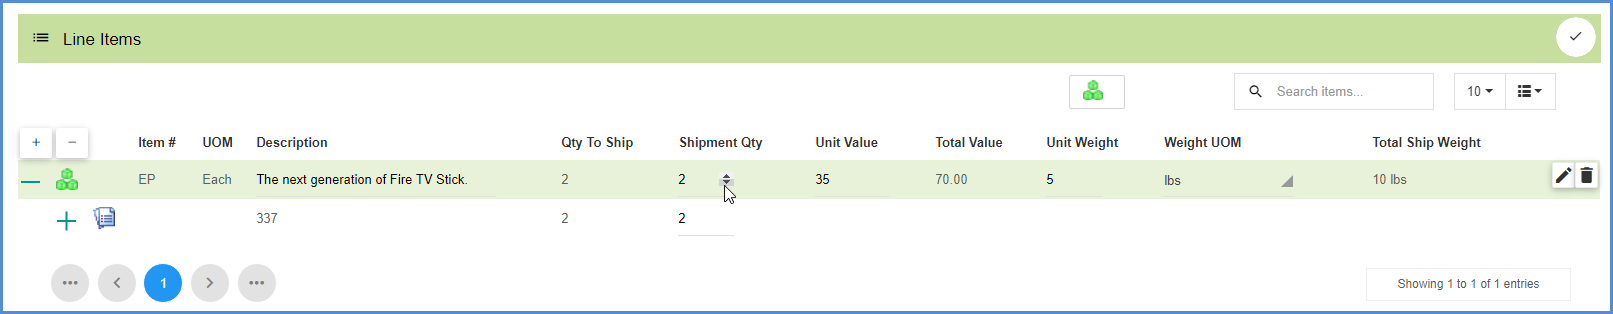 Line Items
Search items...
10
+ − Item # UOM Description Qty To Ship Shipment Qty Unit Value Total Value Unit Weight Weight UOM Total Ship Weight
EP Each The next generation of Fire TV Stick. 2 2 35 70.00 5 lbs 10 lbs
337 2 2
1
Showing 1 to 1 of 1 entries